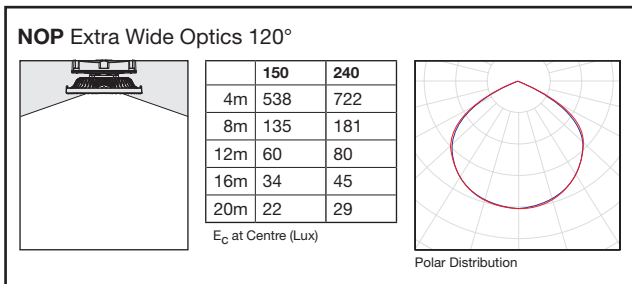 NOP Extra Wide Optics 120°
150 240
4m 538 722
8m 135 181
12m 60 80
16m 34 45
20m 22 29
EC at Centre (Lux)
Polar Distribution